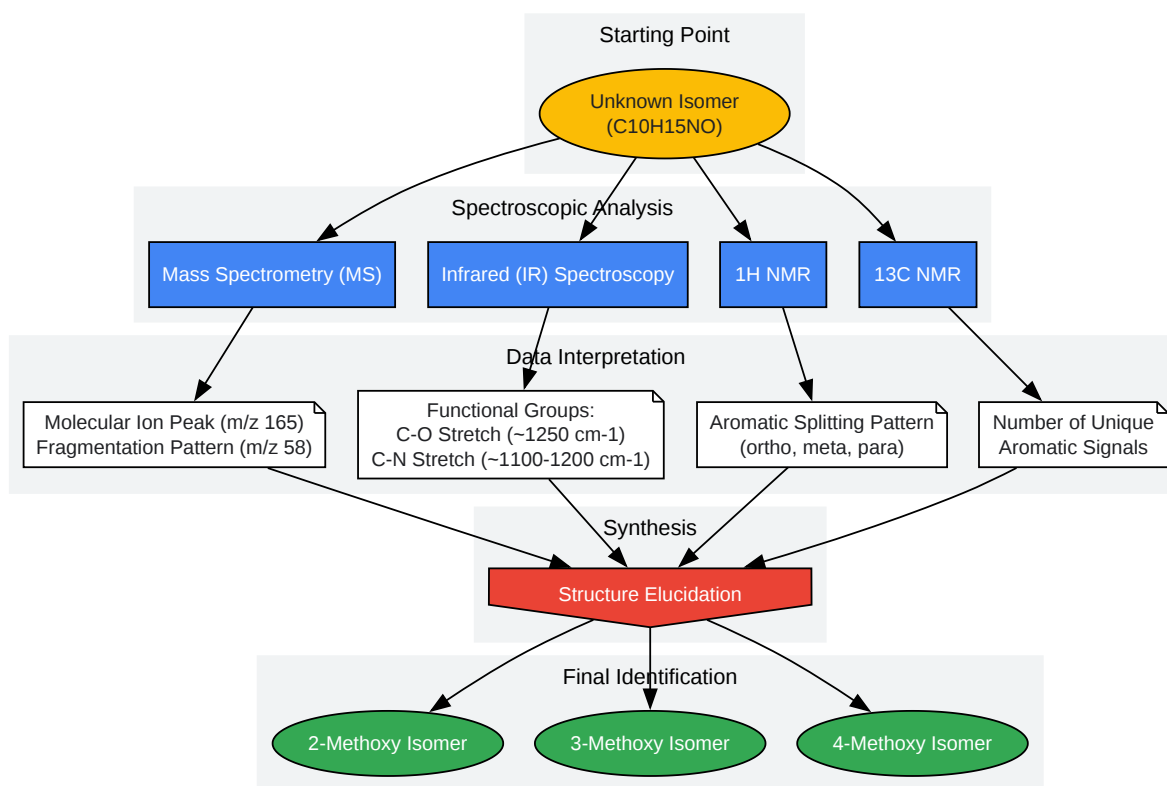 Starting Point
Unknown Isomer
(C10H15NO)
Spectroscopic Analysis
Mass Spectrometry (MS)
Infrared (IR) Spectroscopy
1H NMR
13C NMR
Data Interpretation
Molecular Ion Peak (m/z 165)
Fragmentation Pattern (m/z 58)
Functional Groups:
C-O Stretch (~1250 cm-1)
C-N Stretch (~1100-1200 cm-1)
Aromatic Splitting Pattern
(ortho, meta, para)
Number of Unique
Aromatic Signals
Synthesis
Structure Elucidation
Final Identification
2-Methoxy Isomer
3-Methoxy Isomer
4-Methoxy Isomer